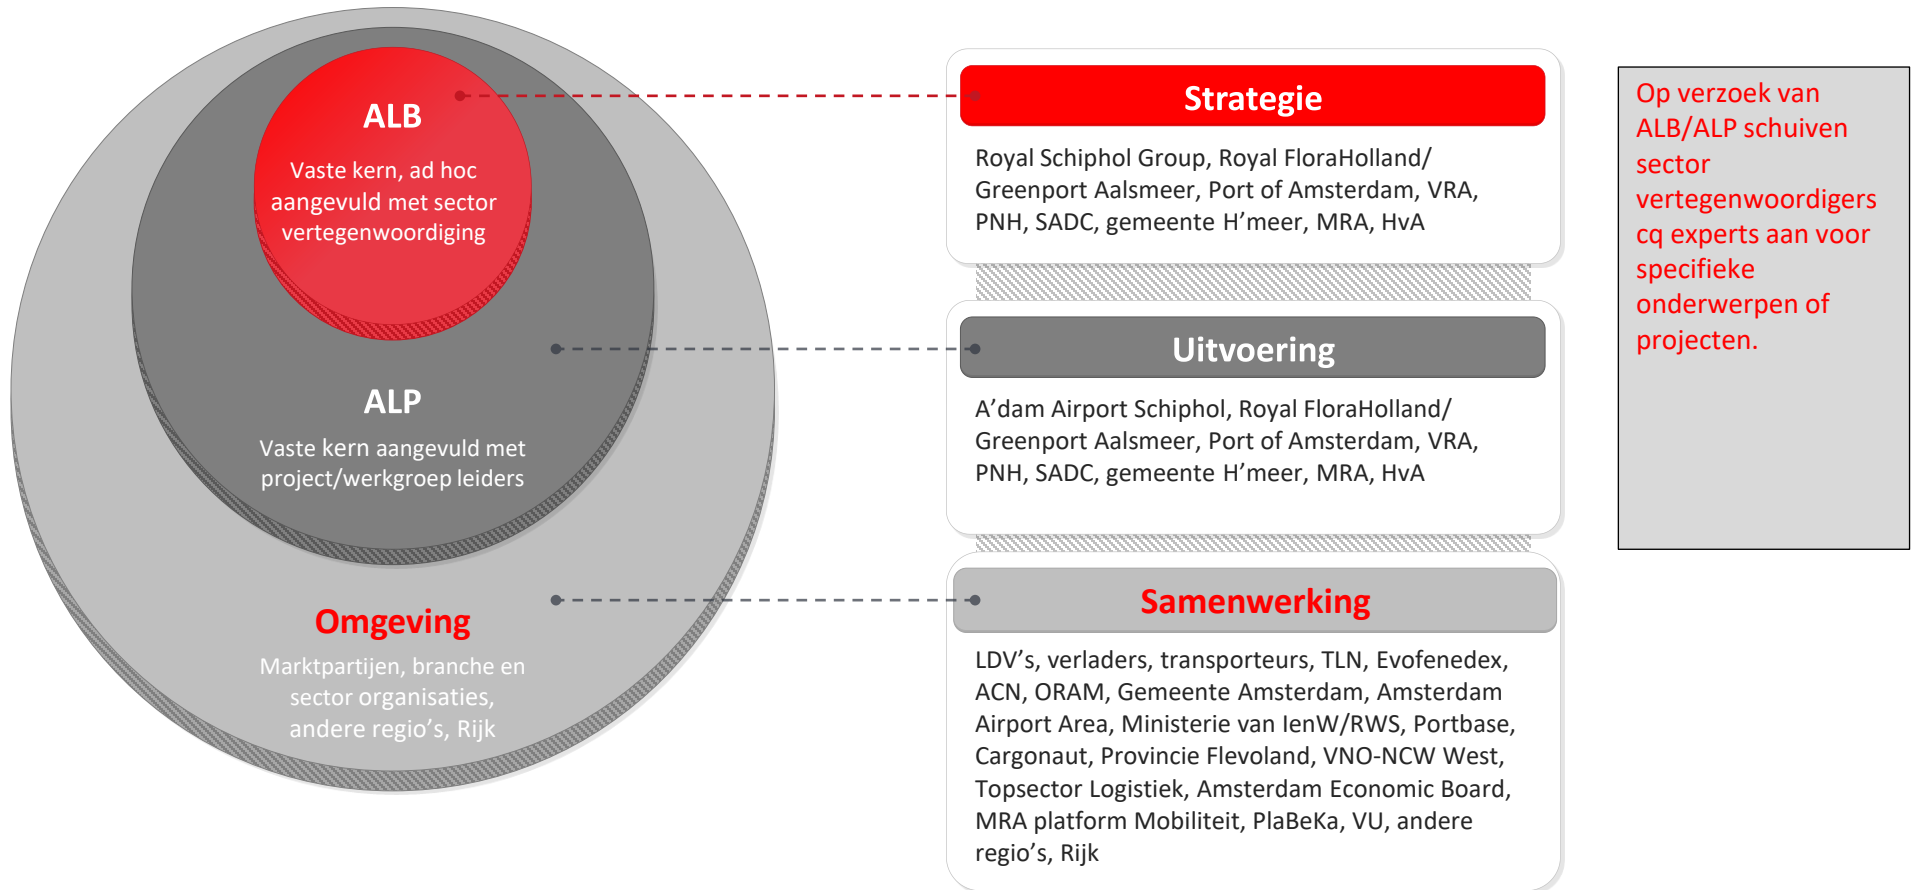 ALB
Vaste kern, ad hoc
aangevuld met sector
vertegenwoordiging
ALP
Vaste kern aangevuld met
project/werkgroep leiders
Omgeving
Marktpartijen, branche en
sector organisaties,
andere regio's, Rijk
Strategie
Royal Schiphol Group, Royal FloraHolland/
Greenport Aalsmeer, Port of Amsterdam, VRA,
PNH, SADC, gemeente H'meer, MRA, HvA
Uitvoering
A'dam Airport Schiphol, Royal FloraHolland/
Greenport Aalsmeer, Port of Amsterdam, VRA,
PNH, SADC, gemeente H'meer, MRA, HvA
Samenwerking
LDV's, verladers, transporteurs, TLN, Evofenedex,
ACN, ORAM, Gemeente Amsterdam, Amsterdam
Airport Area, Ministerie van IenW/RWS, Portbase,
Cargonaut, Provincie Flevoland, VNO-NCW West,
Topsector Logistiek, Amsterdam Economic Board,
MRA platform Mobiliteit, PlaBeKa, VU, andere
regio's, Rijk
Op verzoek van
ALB/ALP schuiven
sector
vertegenwoordigers
cq experts aan voor
specifieke
onderwerpen of
projecten.